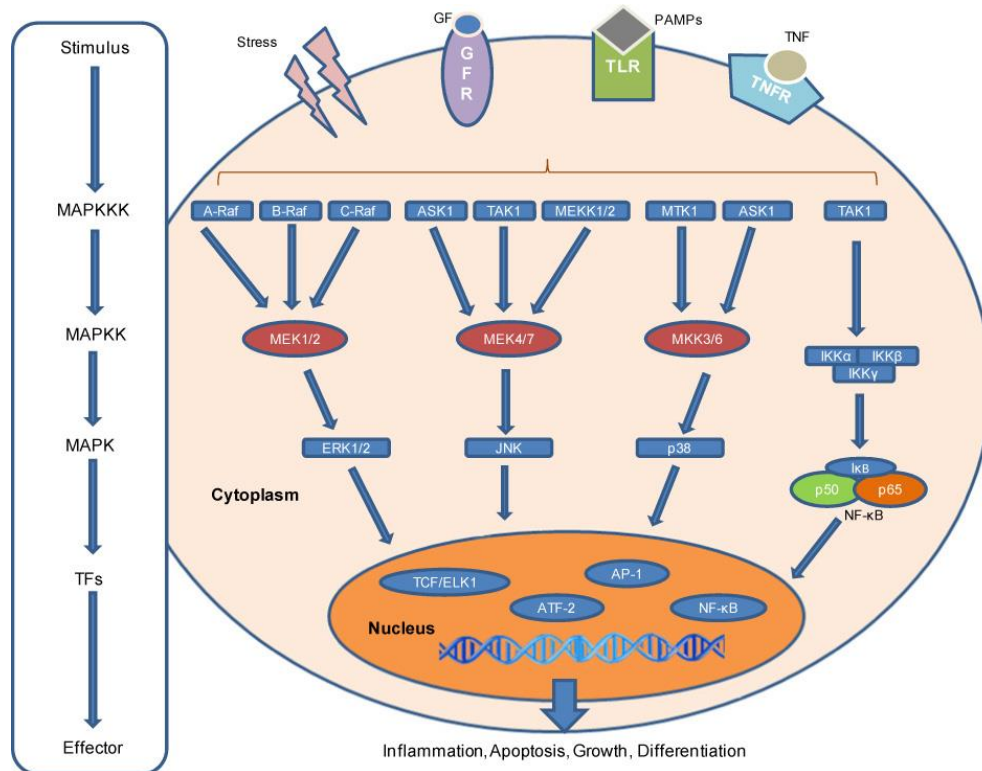 Stimulus
MAPKKK
MAPKK
MAPK
TFs
Effector
Stress
GF
G
F
R
PAMPs
TLR
TNF
TNFR
A-Raf
B-Raf
C-Raf
ASK1
TAK1
MEKK1/2
MTK1
ASK1
TAK1
MEK1/2
MEK4/7
MKK3/6
IKKα
IKKβ
IKKγ
ERK1/2
JNK
p38
IκB
p50
p65
NF-κB
Cytoplasm
TCF/ELK1
AP-1
ATF-2
NF-κB
Nucleus
Inflammation, Apoptosis, Growth, Differentiation